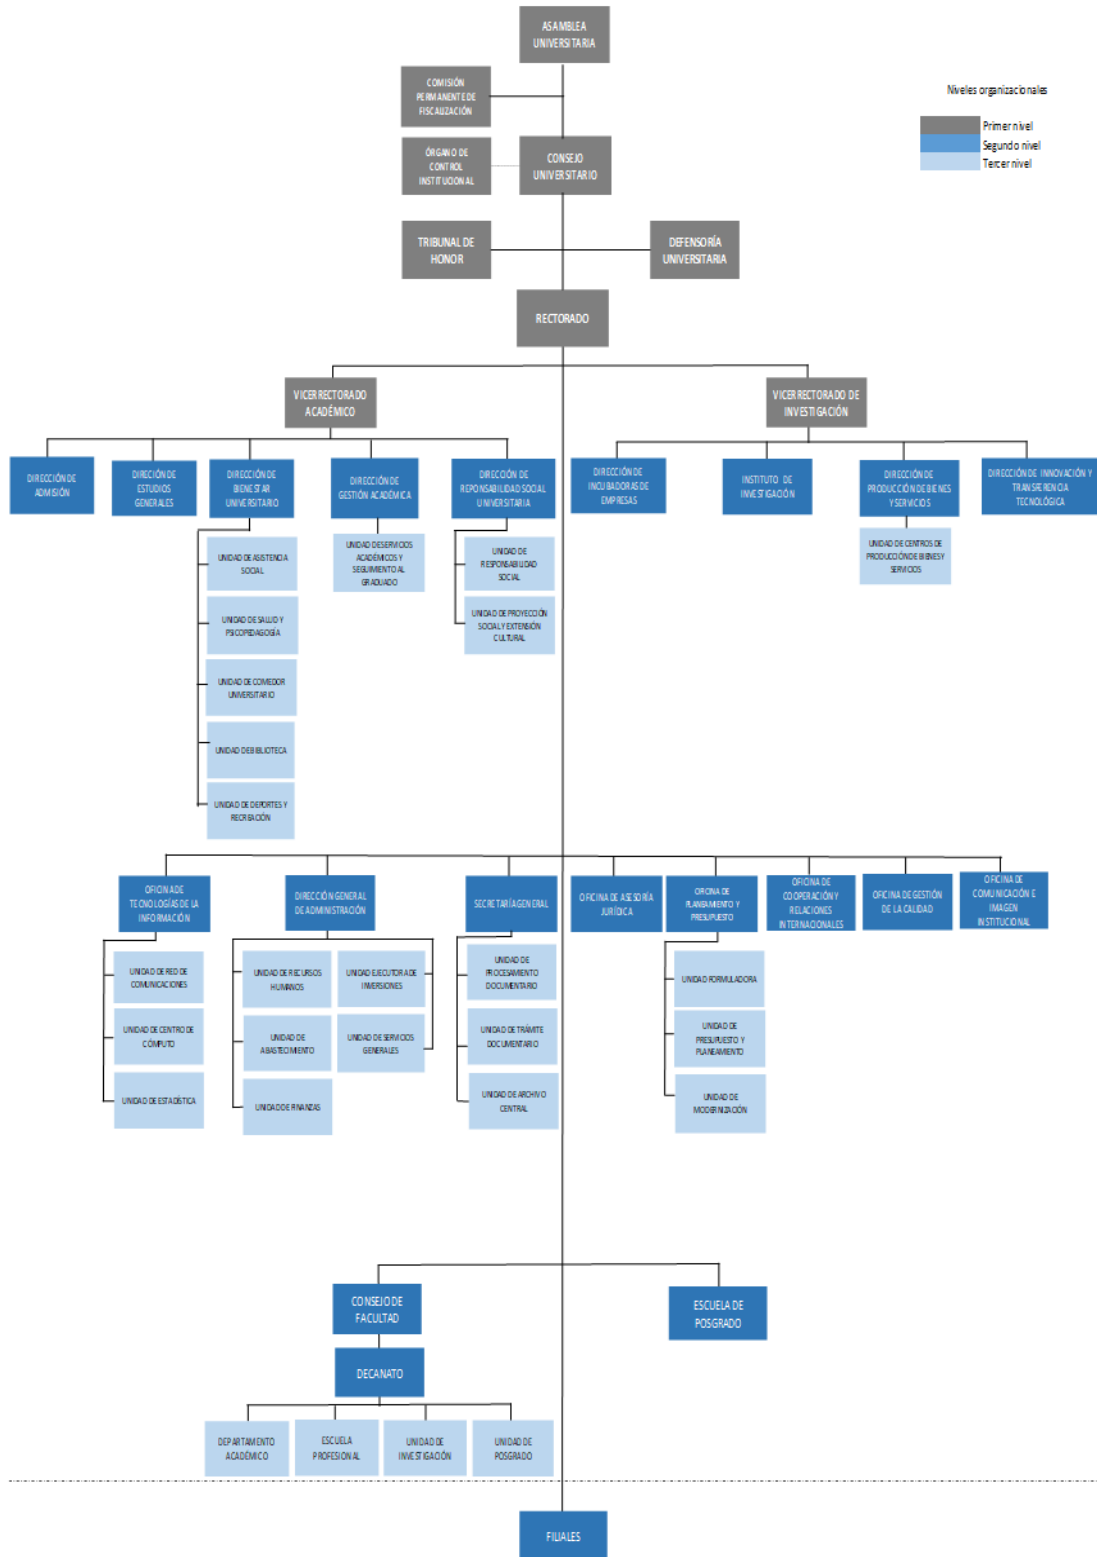 ASAMBLEA
UNIVERSITARIA
COMISIÓN
PERMANENTE DE
FISCALIZACIÓN
Niveles organizacionales
Primer nivel
Segundo nivel
Tercer nivel
ÓRGANO DE
CONTROL
INSTITUCIONAL
CONSEJO
UNIVERSITARIO
TRIBUNAL DE
HONOR
DEFENSORÍA
UNIVERSITARIA
RECTORADO
VICERRECTORADO
ACADÉMICO
VICERRECTORADO DE
INVESTIGACIÓN
DIRECCIÓN DE
ADMISIÓN
DIRECIÓN DE
ESTUDIOS
GENERALES
DIRECCIÓN DE
BIENESTAR
UNIVERSITARIO
DIRECCIÓN DE
GESTIÓN ACADÉMICA
DIRECCIÓN DE
REPONSABILIDAD SOCIAL
UNIVERSITARIA
DIRECCIÓN DE
INCUBADORAS DE
EMPRESAS
INSTITUTO DE
INVESTIGACIÓN
DIRECCIÓN DE
PRODUCCIÓN DE BIENES
Y SERVICIOS
DIRECCIÓN DE INNOVACIÓN Y
TRANSFERENCIA
TECNOLÓGICA
UNIDAD DE ASISTENCIA
SOCIAL
UNIDAD DE SERVICIOS
ACADÉMICOS Y
SEGUIMIENTO AL
GRADUADO
UNIDAD DE
RESPONSABILIDAD
SOCIAL
UNIDAD DE CENTROS DE
PRODUCCIÓN DE BIENES Y
SERVICIOS
UNIDAD DE SALUD Y
PSICOPEDAGOGÍA
UNIDAD DE PROYECCIÓN
SOCIAL Y EXTENSIÓN
CULTURAL
UNIDAD DE COMEDOR
UNIVERSITARIO
UNIDAD DE BIBLIOTECA
UNIDAD DE DEPORTES Y
RECREACIÓN
OFICINA DE
TECNOLOGÍAS DE LA
INFORMACIÓN
DIRECCIÓN GENERAL
DE ADMINISTRACIÓN
SECRETARÍA GENERAL
OFICINA DE ASESORÍA
JURÍDICA
OFICINA DE
PLANEAMIENTO Y
PRESUPUESTO
OFICINA DE
COOPERACIÓN Y
RELACIONES
INTERNACIONALES
OFICINA DE GESTIÓN
DE LA CALIDAD
OFICINA DE
COMUNICACIÓN E
IMAGEN
INSTITUCIONAL
UNIDAD DE RED DE
COMUNICACIONES
UNIDAD DE RECURSOS
HUMANOS
UNIDAD EJECUTORA DE
INVERSIONES
UNIDAD DE
PROCESAMIENTO
DOCUMENTARIO
UNIDAD FORMULADORA
UNIDAD DE CENTRO DE
CÓMPUTO
UNIDAD DE
ABASTECIMIENTO
UNIDAD DE SERVICIOS
GENERALES
UNIDAD DE TRÁMITE
DOCUMENTARIO
UNIDAD DE
PRESUPUESTO Y
PLANEAMIENTO
UNIDAD DE ESTADÍSTICA
UNIDAD DE FINANZAS
UNIDAD DE ARCHIVO
CENTRAL
UNIDAD DE
MODERNIZACIÓN
CONSEJO DE
FACULTAD
ESCUELA DE
POSGRADO
DECANATO
DEPARTAMENTO
ACADÉMICO
ESCUELA
PROFESIONAL
UNIDAD DE
INVESTIGACIÓN
UNIDAD DE
POSGRADO
FILIALES